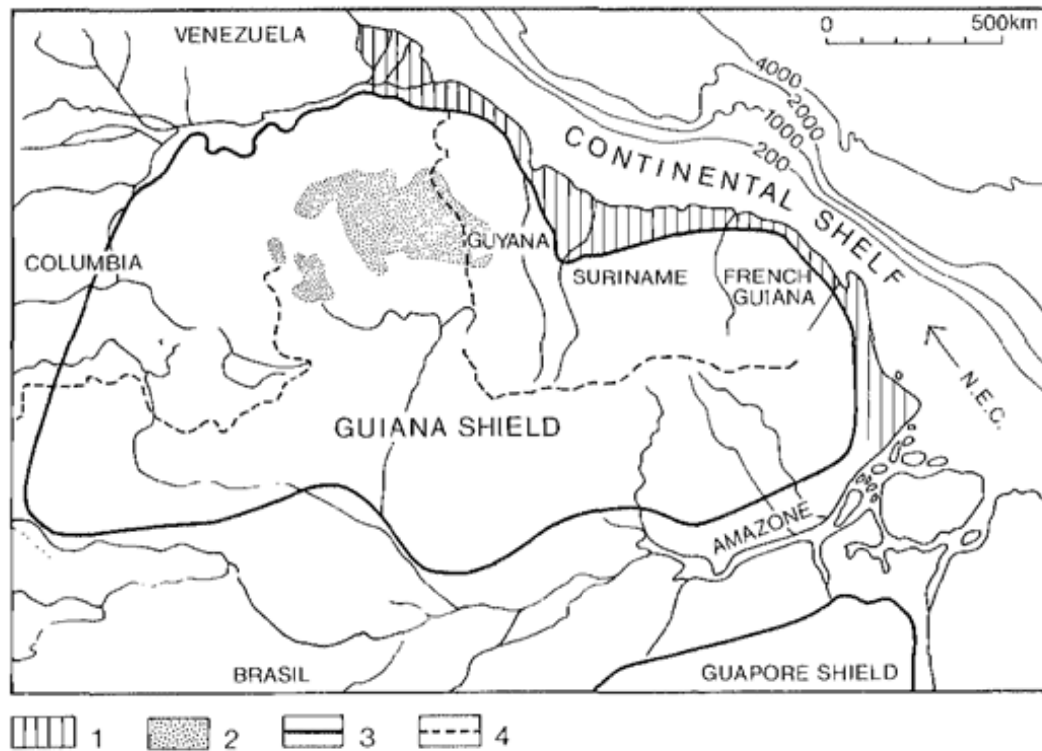 VENEZUELA
0 500km
4000
2000
1000
200
CONTINENTAL SHELF
COLUMBIA
GUYANA
SURINAME
FRENCH
GUIANA
N.E.C.
GUIANA SHIELD
AMAZONE
BRASIL
GUAPORE SHIELD
1 2 3 4